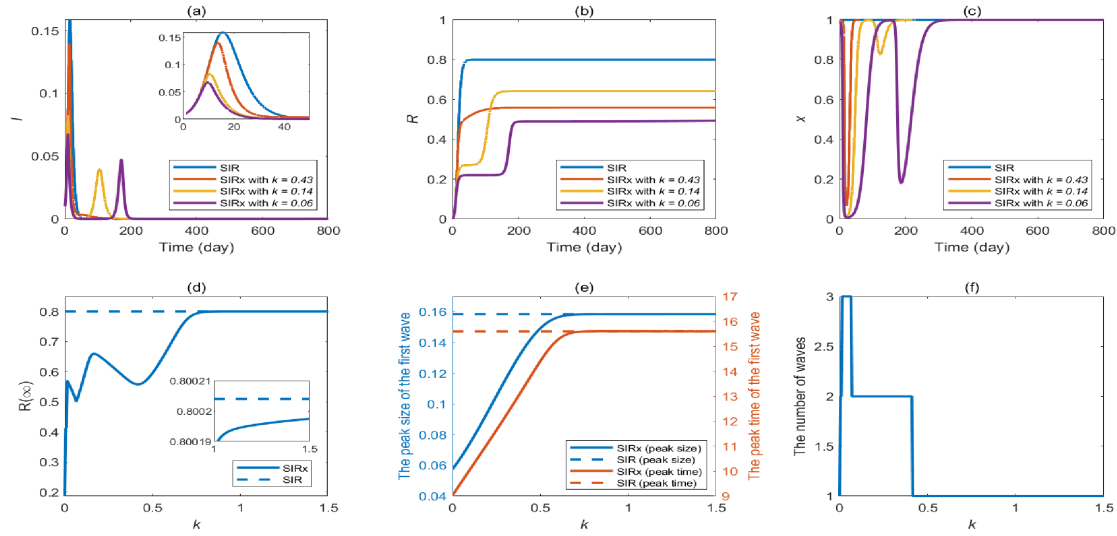 (a)
0.15
0.1
0.05
0
I
0.15
0.1
0.05
0
0
20
40
SIR
SIRx with k = 0.43
SIRx with k = 0.14
SIRx with k = 0.06
0
200
400
600
800
Time (day)
(b)
1
0.8
0.6
0.4
0.2
0
R
SIR
SIRx with k = 0.43
SIRx with k = 0.14
SIRx with k = 0.06
0
200
400
600
800
Time (day)
(c)
1
0.8
0.6
0.4
0.2
0
x
SIR
SIRx with k = 0.43
SIRx with k = 0.14
SIRx with k = 0.06
0
200
400
600
800
Time (day)
(d)
0.8
0.7
0.6
0.5
0.4
0.3
0.2
R(∞)
0.80021
0.8002
0.80019
1
1.5
SIRx
SIR
0
0.5
1
1.5
k
(e)
The peak size of the first wave
0.16
0.14
0.12
0.1
0.08
0.06
0.04
17
16
15
14
13
12
11
10
9
The peak time of the first wave
SIRx (peak size)
SIR (peak size)
SIRx (peak time)
SIR (peak time)
0
0.5
1
1.5
k
(f)
The number of waves
3
2.5
2
1.5
1
0
0.5
1
1.5
k